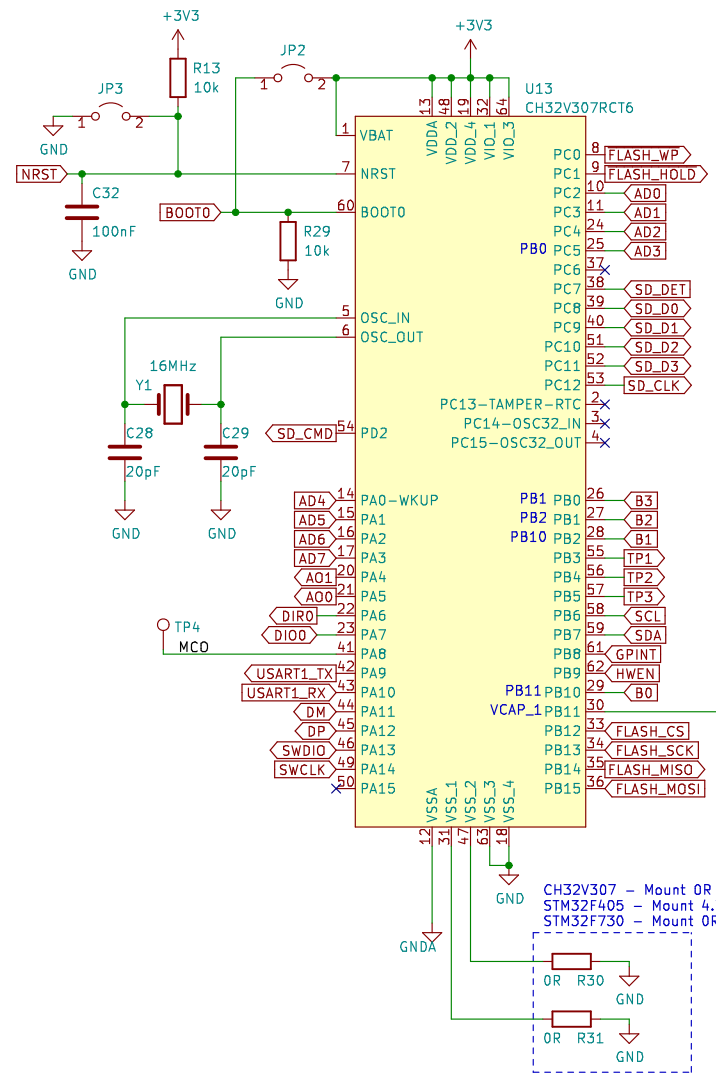 +3V3
+3V3
JP2
1 2
R13
10k
JP3
1 2
GND
U13
CH32V307RCT6
13 48 19 32 64
VDDA VDD_2 VDD_4 VIO_1 VIO_3
1 VBAT
NRST
7 NRST
C32
100nF
GND
BOOT0
60 BOOT0
R29
10k
GND
5 OSC_IN
6 OSC_OUT
16MHz
Y1
C28
20pF
C29
20pF
GND
GND
SD_CMD 54 PD2
AD4 14 PA0-WKUP
AD5 15 PA1
AD6 16 PA2
AD7 17 PA3
AO1 20 PA4
AO0 21 PA5
DIR0 22 PA6
DIO0 23 PA7
TP4
MCO
41 PA8
USART1_TX 42 PA9
USART1_RX 43 PA10
DM 44 PA11
DP 45 PA12
SWDIO 46 PA13
SWCLK 49 PA14
50 PA15
PC0 8 FLASH_WP
PC1 9 FLASH_HOLD
PC2 10 AD0
PC3 11 AD1
PC4 24 AD2
PB0 PC5 25 AD3
PC6 37
PC7 38 SD_DET
PC8 39 SD_D0
PC9 40 SD_D1
PC10 51 SD_D2
PC11 52 SD_D3
PC12 53 SD_CLK
PC13-TAMPER-RTC 2
PC14-OSC32_IN 3
PC15-OSC32_OUT 4
PB1 PB0 26 B3
PB2 PB1 27 B2
PB10 PB2 28 B1
PB3 55 TP1
PB4 56 TP2
PB5 57 TP3
PB6 58 SCL
PB7 59 SDA
PB8 61 GPINT
PB9 62 HWEN
PB11 PB10 29 B0
VCAP_1 PB11 30
PB12 33 FLASH_CS
PB13 34 FLASH_SCK
PB14 35 FLASH_MISO
PB15 36 FLASH_MOSI
VSSA VSS_1 VSS_2 VSS_3 VSS_4
12 31 47 63 18
GND
GNDA
CH32V307 - Mount 0R
STM32F405 - Mount 4.
STM32F730 - Mount 0R
0R R30
GND
0R R31
GND